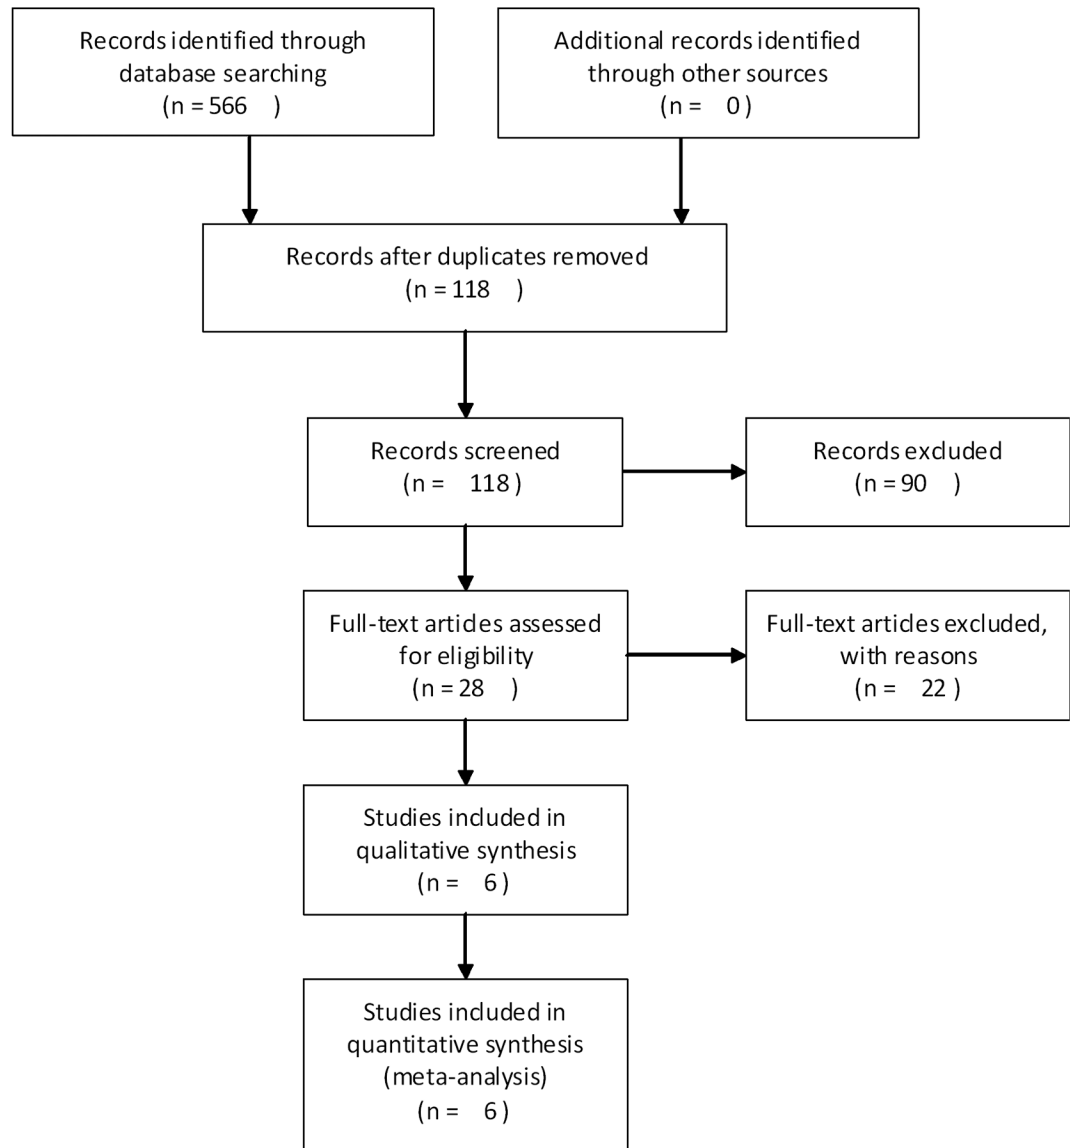 Records identified through
database searching
(n = 566 )
Additional records identified
through other sources
(n = 0 )
Records after duplicates removed
(n = 118 )
Records screened
(n = 118 )
Records excluded
(n = 90 )
Full-text articles assessed
for eligibility
(n = 28 )
Full-text articles excluded,
with reasons
(n = 22 )
Studies included in
qualitative synthesis
(n = 6 )
Studies included in
quantitative synthesis
(meta-analysis)
(n = 6 )